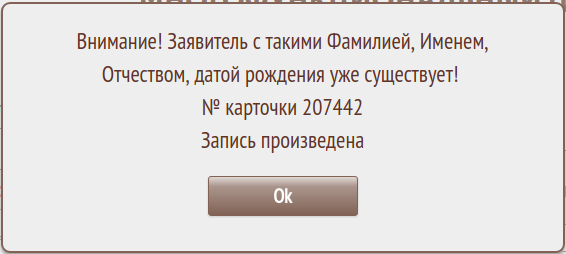 Внимание! Заявитель с такими Фамилией, Именем,
Отчеством, датой рождения уже существует!
№ карточки 207442
Запись произведена
Ok